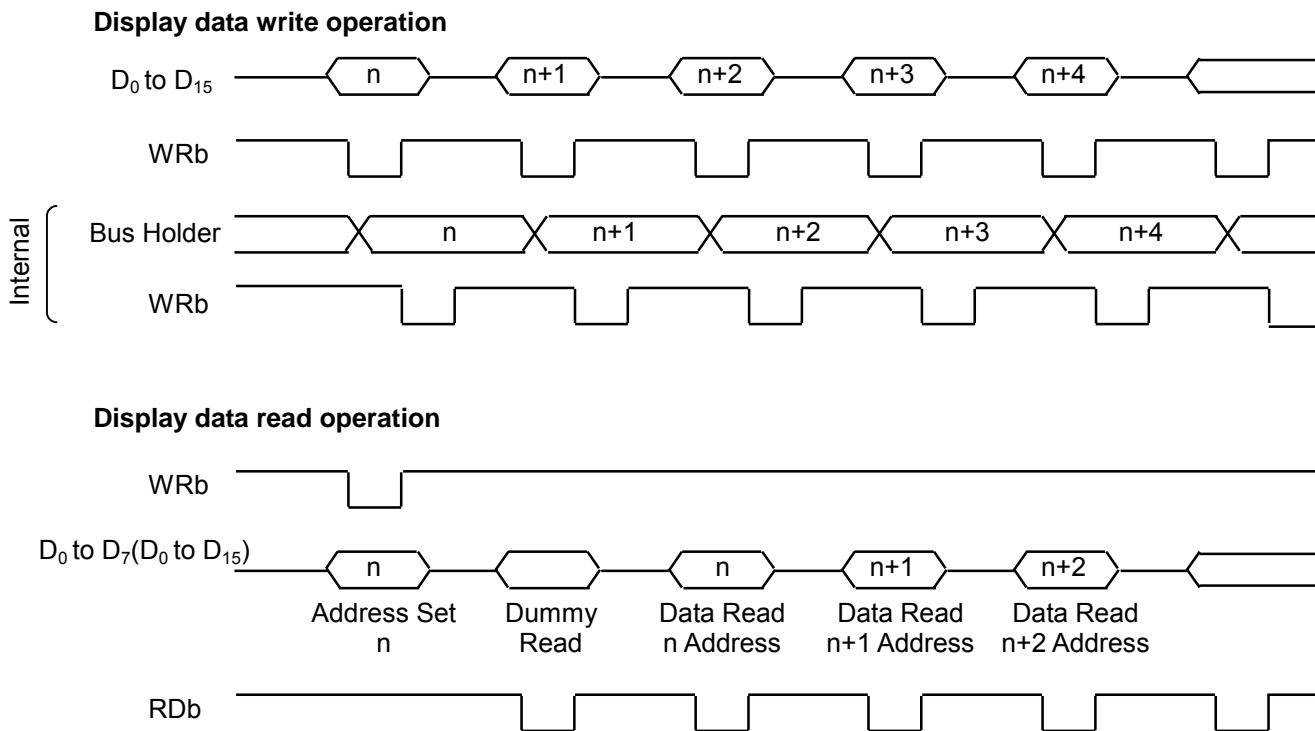 Display data write operation
D0 to D15 n n+1 n+2 n+3 n+4
WRb
Internal
Bus Holder n n+1 n+2 n+3 n+4
WRb
Display data read operation
WRb
D0 to D7(D0 to D15) n n n+1 n+2
Address Set Dummy Data Read Data Read Data Read
n Read n Address n+1 Address n+2 Address
RDb